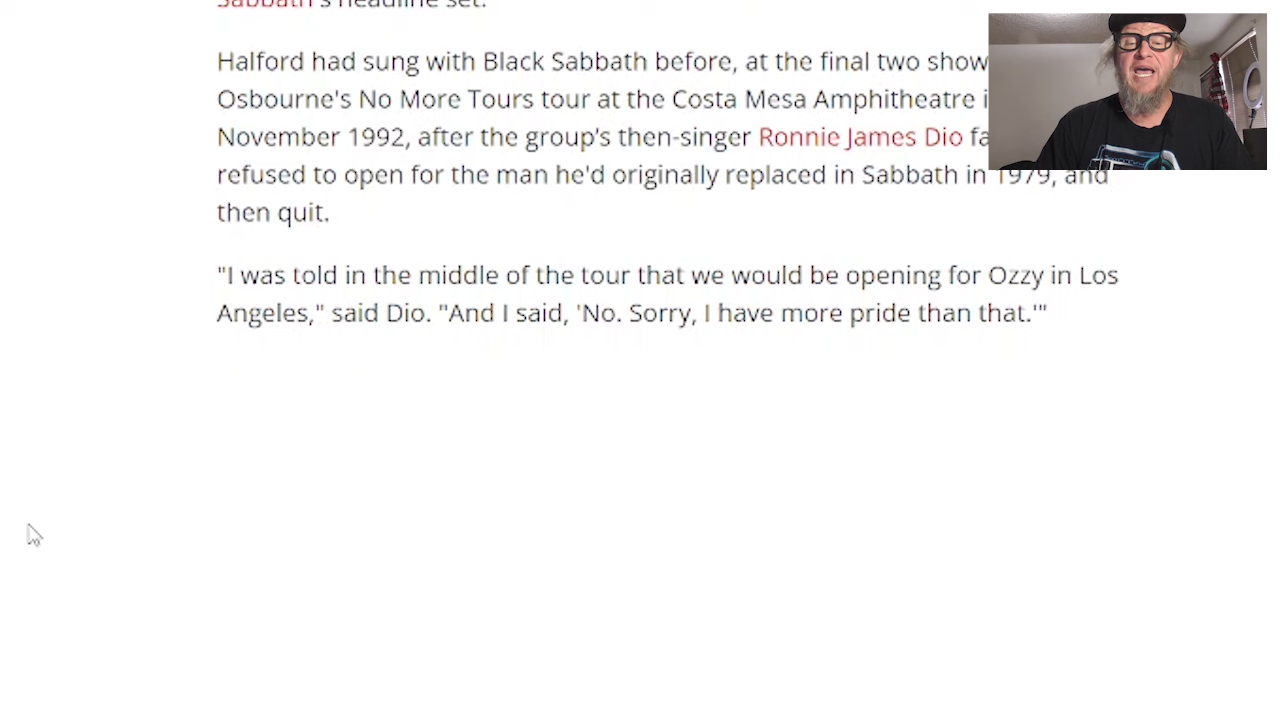 Sabbath's headline set.
Halford had sung with Black Sabbath before, at the final two
Osbourne's No More Tours tour at the Costa Mesa Amphitheatre
November 1992, after the group's then-singer Ronnie James Dio
refused to open for the man he'd originally replaced in Sabbath in 1979, and
then quit.
"I was told in the middle of the tour that we would be opening for Ozzy in Los
Angeles," said Dio. "And I said, 'No. Sorry, I have more pride than that.'"